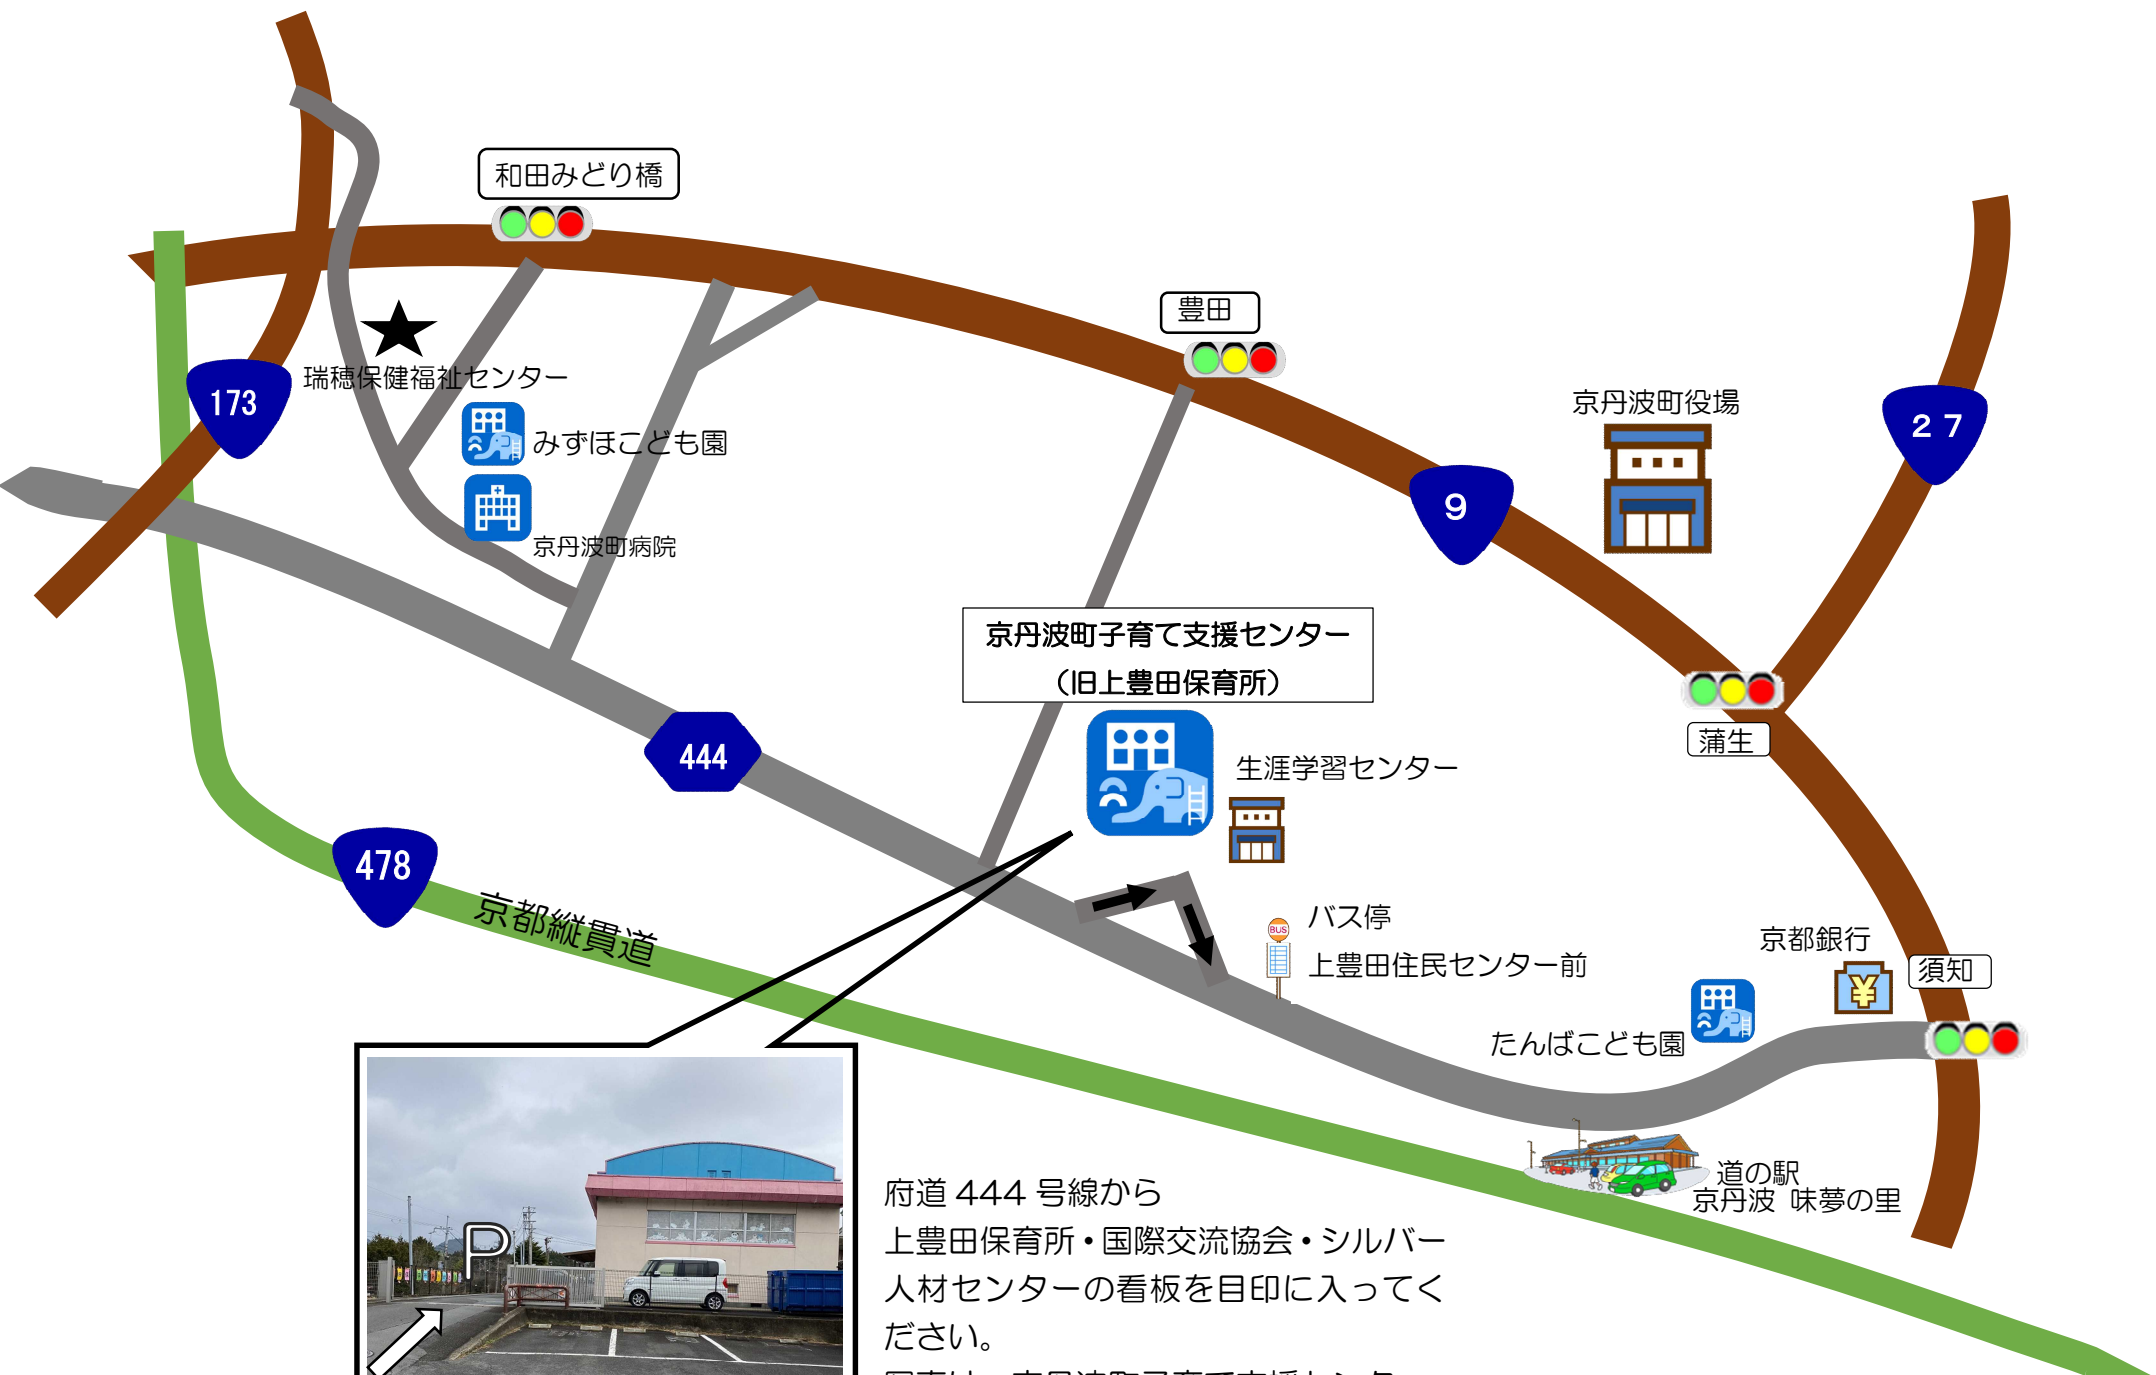 和田みどり橋
豊田
京丹波町役場
173
瑞穂保健福祉センター
２７
みずほこども園
9
京丹波町病院
京丹波町子育て支援センター
（旧上豊田保育所）
蒲生
444
生涯学習センター
478
京都縦貫道
BUS
バス停
上豊田住民センター前
京都銀行
須知
¥
たんばこども園
道の駅
京丹波 味夢の里
P
府道 444 号線から
上豊田保育所・国際交流協会・シルバー
人材センターの看板を目印に入ってく
ださい。